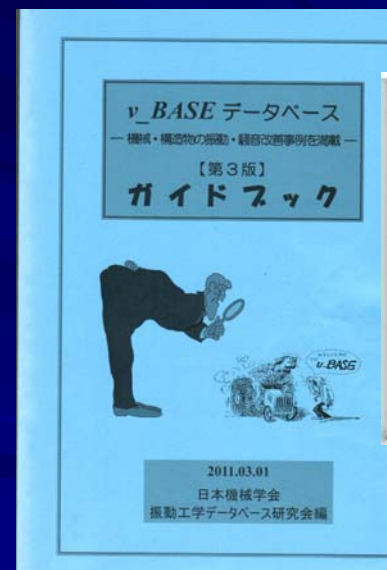 v_BASE データベース
― 機械・構造物の振動・騒音改善事例を満載 ―
【第3版】
ガイドブック
v_BASE
2011.03.01
日本機械学会
振動工学データベース研究会編